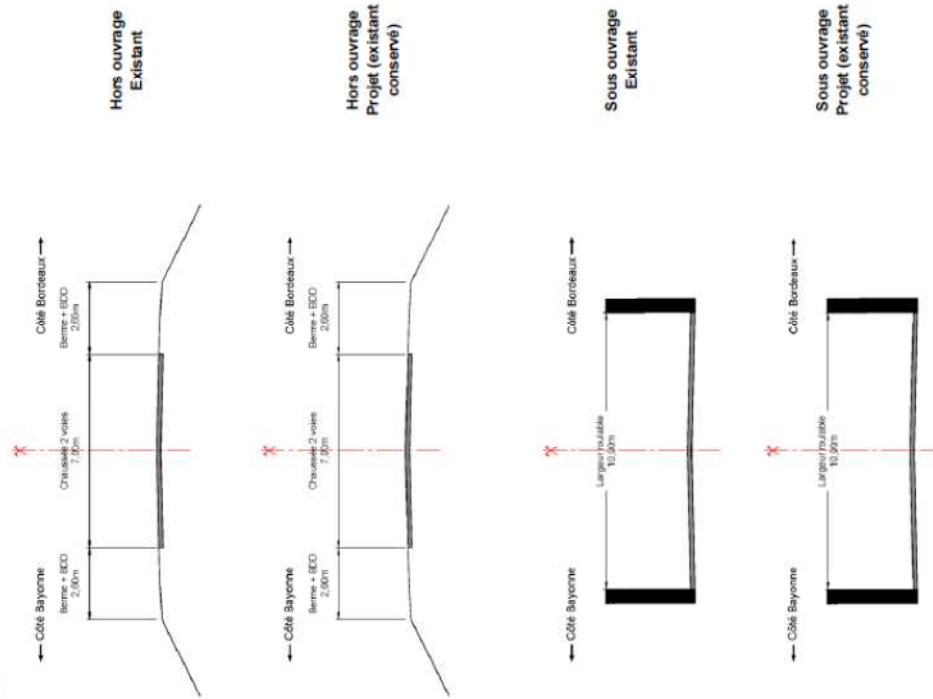 Hors ouvrage
Existant
← Côté Bayonne
Côté Bordeaux →
Berme + BDD
2,60m
Chaussée 2 voies
7,00m
Berme + BDD
2,60m
Hors ouvrage
Projet (existant
conservé)
← Côté Bayonne
Côté Bordeaux →
Berme + BDD
2,60m
Chaussée 2 voies
7,00m
Berme + BDD
2,60m
Sous ouvrage
Existant
← Côté Bayonne
Côté Bordeaux →
Largeur roulable
10,00m
Sous ouvrage
Projet (existant
conservé)
← Côté Bayonne
Côté Bordeaux →
Largeur roulable
10,00m